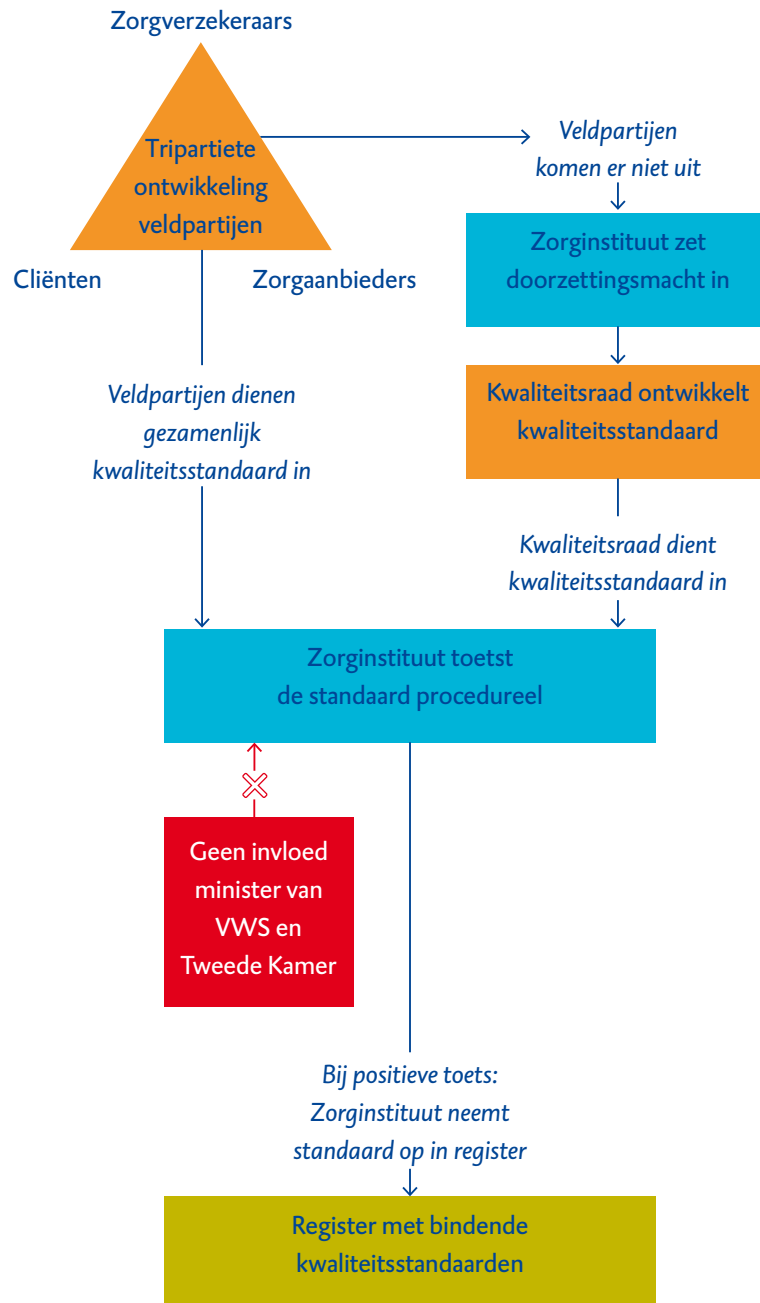 Zorgverzekeraars
Tripartiete
ontwikkeling
veldpartijen
Cliënten
Zorgaanbieders
Veldpartijen
komen er niet uit
Zorginstituut zet
doorzettingsmacht in
Kwaliteitsraad ontwikkelt
kwaliteitsstandaard
Veldpartijen dienen
gezamenlijk
kwaliteitsstandaard in
Kwaliteitsraad dient
kwaliteitsstandaard in
Zorginstituut toetst
de standaard procedureel
Geen invloed
minister van
VWS en
Tweede Kamer
Bij positieve toets:
Zorginstituut neemt
standaard op in register
Register met bindende
kwaliteitsstandaarden